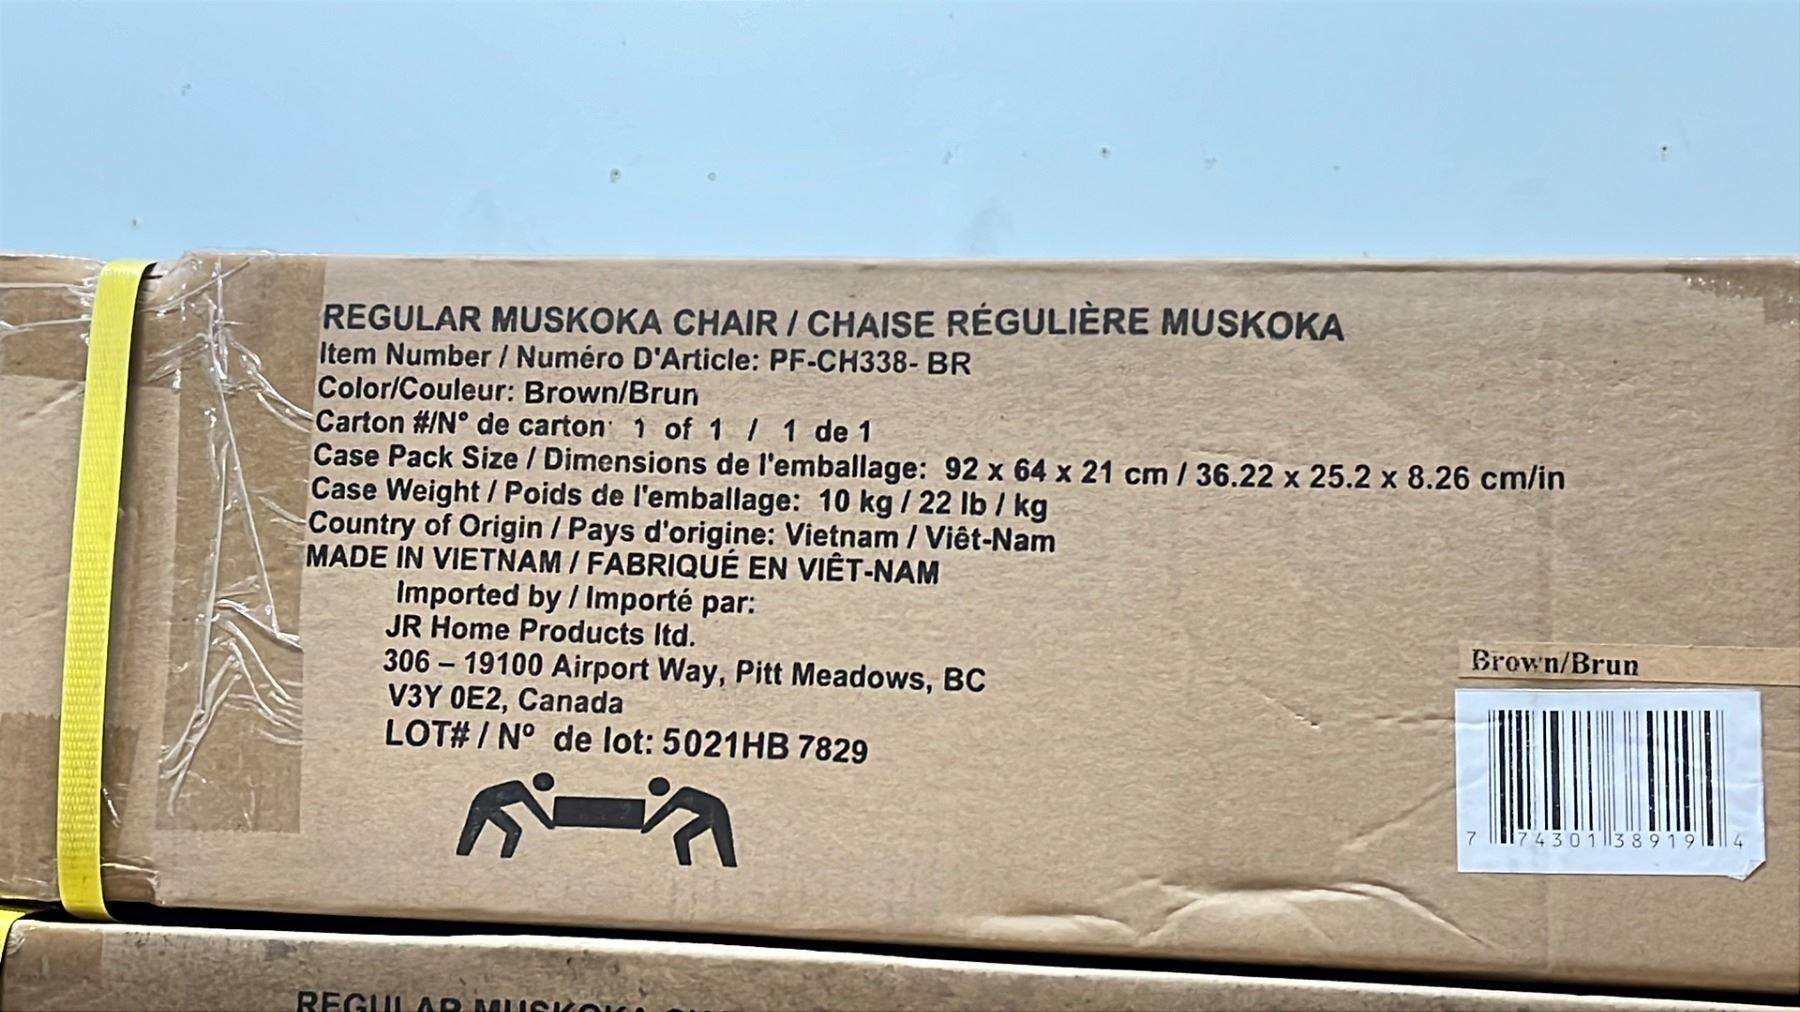 REGULAR MUSKOKA CHAIR / CHAISE RÉGULIÈRE MUSKOKA
Item Number / Numéro D'Article: PF-CH338- BR
Color/Couleur: Brown/Brun
Carton #/N° de carton: 1 of 1 / 1 de 1
Case Pack Size / Dimensions de l'emballage: 92 x 64 x 21 cm / 36.22 x 25.2 x 8.26 cm/in
Case Weight / Poids de l'emballage: 10 kg / 22 lb / kg
Country of Origin / Pays d'origine: Vietnam / Viêt-Nam
MADE IN VIETNAM / FABRIQUÉ EN VIÊT-NAM
Imported by / Importé par:
JR Home Products ltd.
306 – 19100 Airport Way, Pitt Meadows, BC
V3Y 0E2, Canada
LOT# / N° de lot: 5021HB 7829
Brown/Brun
7 74301 38919 4
REGULAR MUSKOKA